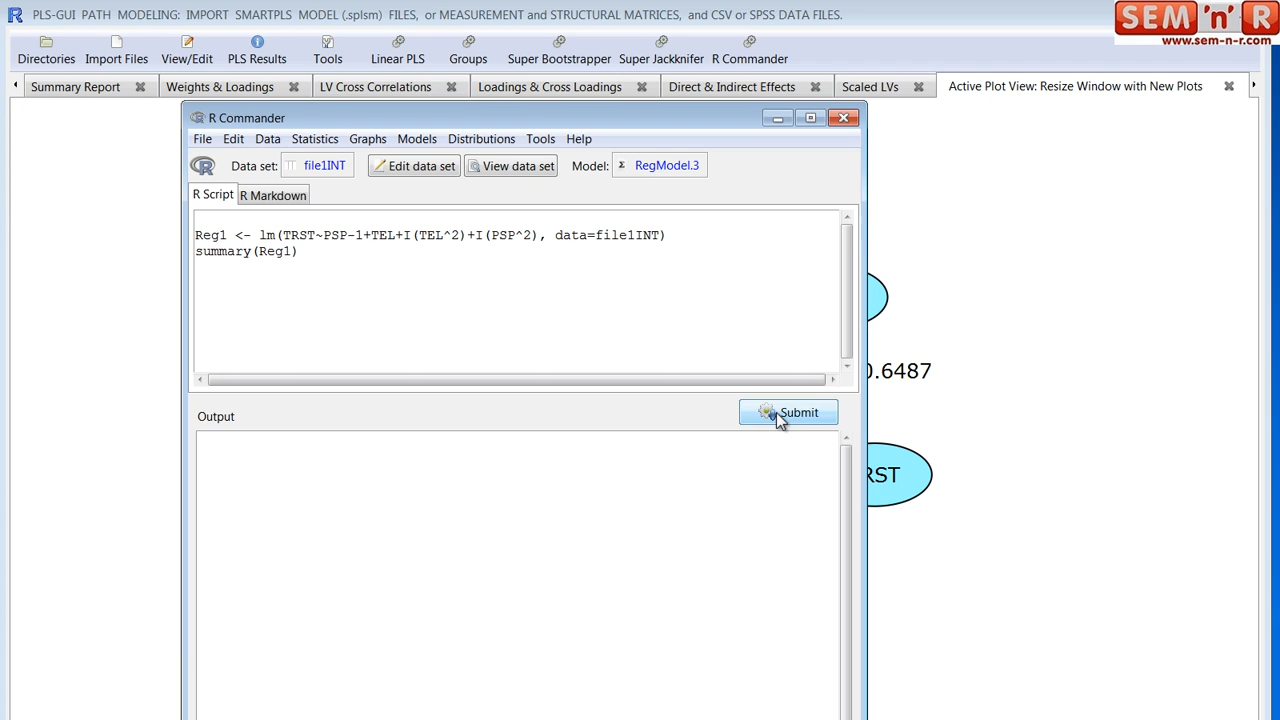 PLS-GUI PATH MODELING: IMPORT SMARTPLS MODEL (.splsm) FILES, or MEASUREMENT and STRUCTURAL MATRICES, and CSV or SPSS DATA FILES.
SEM 'n' R
www.sem-n-r.com
Directories Import Files View/Edit PLS Results Tools Linear PLS Groups Super Bootstrapper Super Jackknifer R Commander
Summary Report Weights & Loadings LV Cross Correlations Loadings & Cross Loadings Direct & Indirect Effects Scaled LVs Active Plot View: Resize Window with New Plots
R Commander
File Edit Data Statistics Graphs Models Distributions Tools Help
R Data set: file1INT Edit data set View data set Model: Σ RegModel.3
R Script R Markdown
Reg1 <- lm(TRST~PSP-1+TEL+I(TEL^2)+I(PSP^2), data=file1INT)
summary(Reg1)
0.6487
Submit
Output
RST